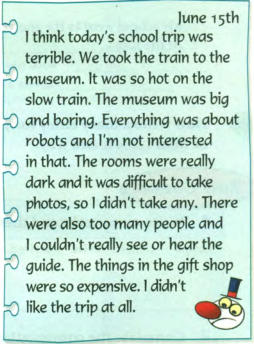 June 15th
I think today's school trip was
terrible. We took the train to the
museum. It was so hot on the
slow train. The museum was big
and boring. Everything was about
robots and I'm not interested
in that. The rooms were really
dark and it was difficult to take
photos, so I didn't take any. There
were also too many people and
I couldn't really see or hear the
guide. The things in the gift shop
were so expensive. I didn't
like the trip at all.